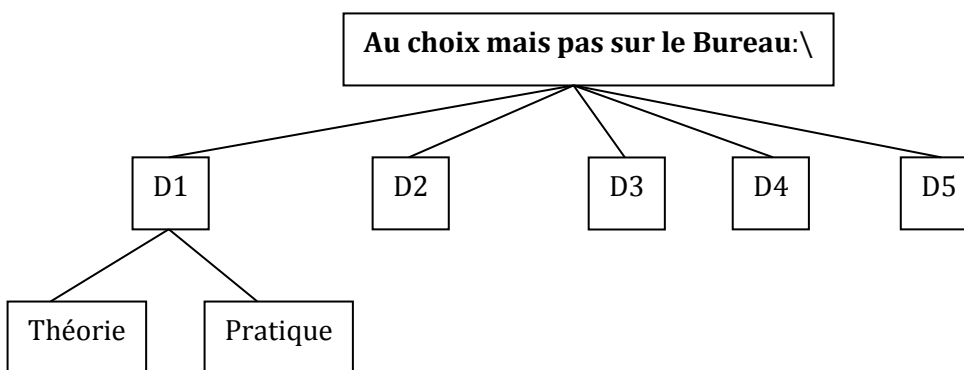 Au choix mais pas sur le Bureau:\
D1 D2 D3 D4 D5
Théorie Pratique